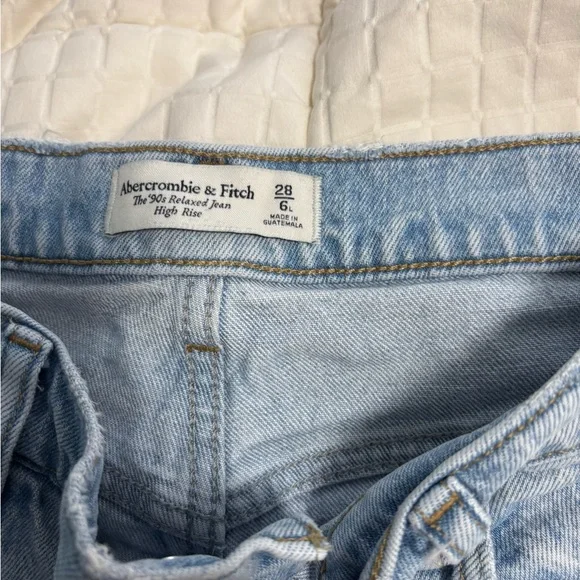 Abercrombie & Fitch
The '90s Relaxed Jean
High Rise
28
6L
MADE IN
GUATEMALA